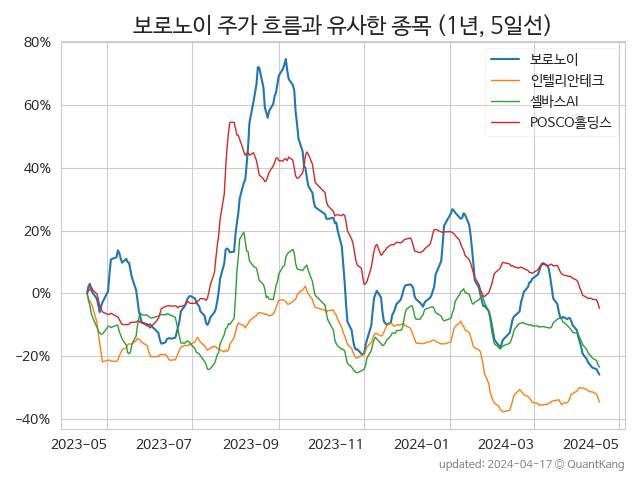 보로노이 주가 흐름과 유사한 종목 (1년, 5일선)
80%
60%
40%
20%
0%
−20%
−40%
보로노이
인텔리안테크
셀바스AI
POSCO홀딩스
2023-05 2023-07 2023-09 2023-11 2024-01 2024-03 2024-05
updated: 2024-04-17 © QuantKang